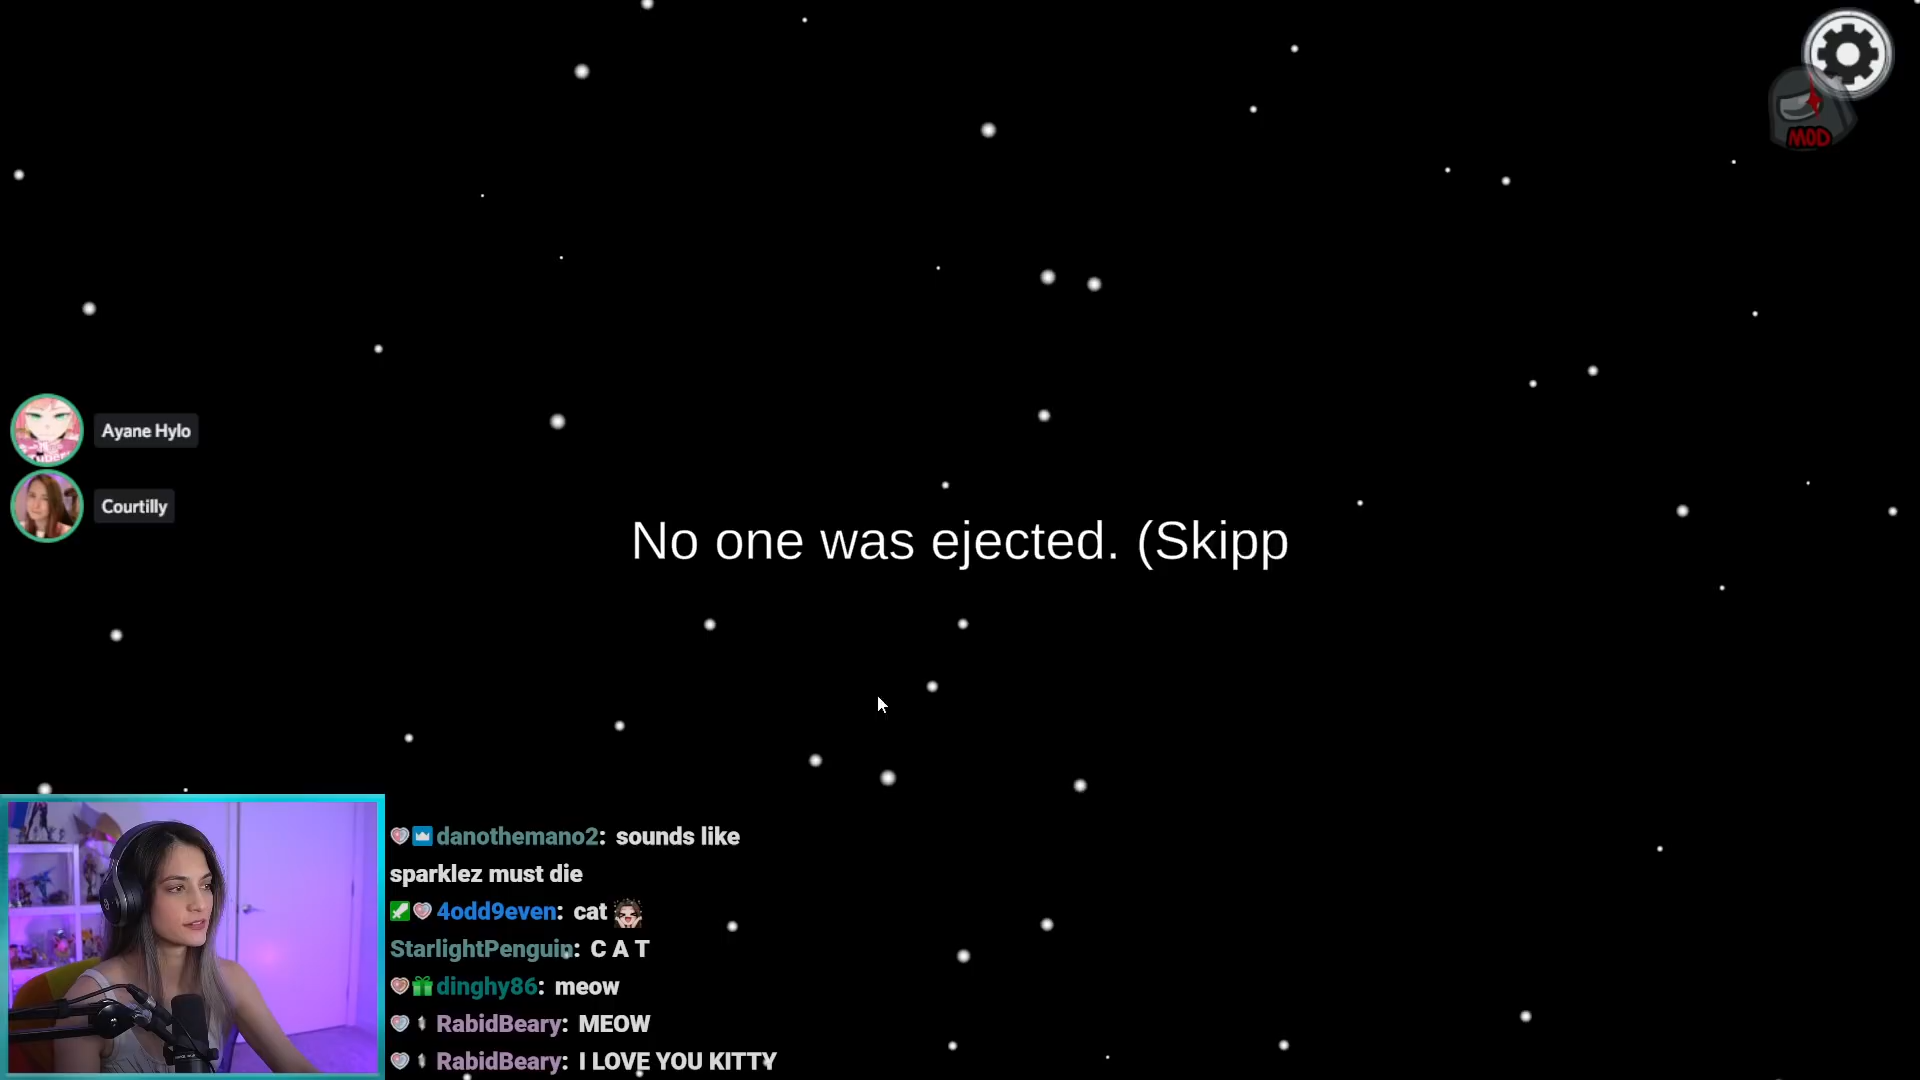 MOD
Ayane Hylo
Courtilly
No one was ejected. (Skipp
danothemano2: sounds like
sparklez must die
4odd9even: cat
StarlightPenguin: C A T
dinghy86: meow
RabidBeary: MEOW
RabidBeary: I LOVE YOU KITTY